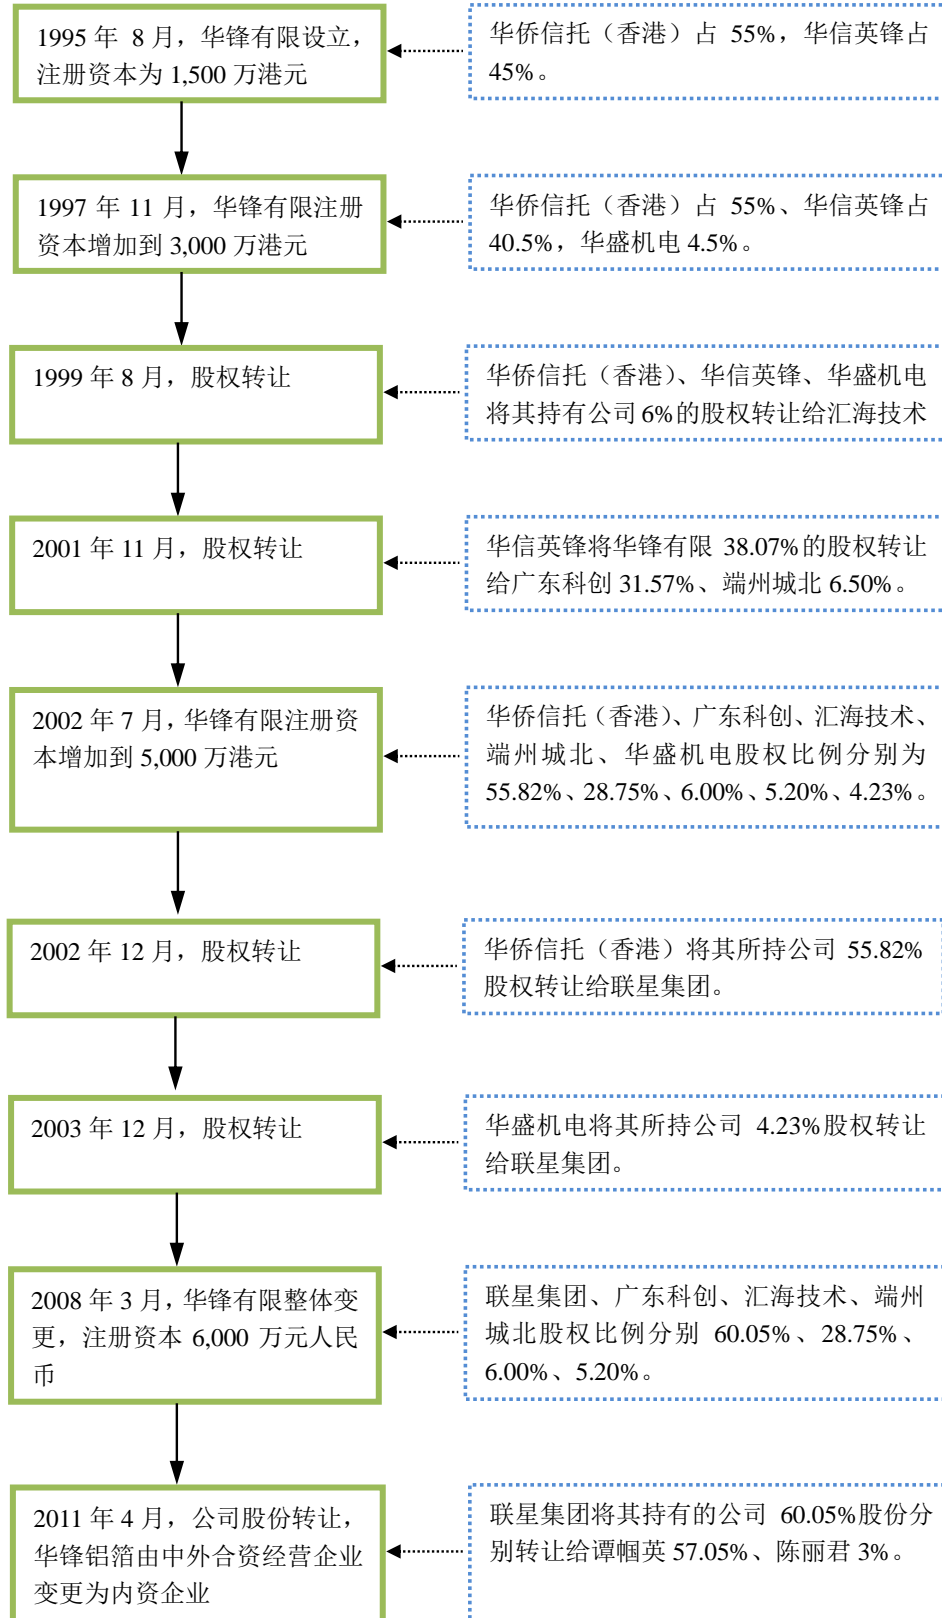 1995 年 8 月，华锋有限设立，
注册资本为 1,500 万港元
华侨信托（香港）占 55%，华信英锋占
45%。
1997 年 11 月，华锋有限注册
资本增加到 3,000 万港元
华侨信托（香港）占 55%、华信英锋占
40.5%，华盛机电 4.5%。
1999 年 8 月，股权转让
华侨信托（香港）、华信英锋、华盛机电
将其持有公司 6%的股权转让给汇海技术
2001 年 11 月，股权转让
华信英锋将华锋有限 38.07%的股权转让
给广东科创 31.57%、端州城北 6.50%。
2002 年 7 月，华锋有限注册资
本增加到 5,000 万港元
华侨信托（香港）、广东科创、汇海技术、
端州城北、华盛机电股权比例分别为
55.82%、28.75%、6.00%、5.20%、4.23%。
2002 年 12 月，股权转让
华侨信托（香港）将其所持公司 55.82%
股权转让给联星集团。
2003 年 12 月，股权转让
华盛机电将其所持公司 4.23%股权转让
给联星集团。
2008 年 3 月，华锋有限整体变
更，注册资本 6,000 万元人民
币
联星集团、广东科创、汇海技术、端州
城北股权比例分别 60.05%、28.75%、
6.00%、5.20%。
2011 年 4 月，公司股份转让，
华锋铝箔由中外合资经营企业
变更为内资企业
联星集团将其持有的公司 60.05%股份分
别转让给谭帼英 57.05%、陈丽君 3%。